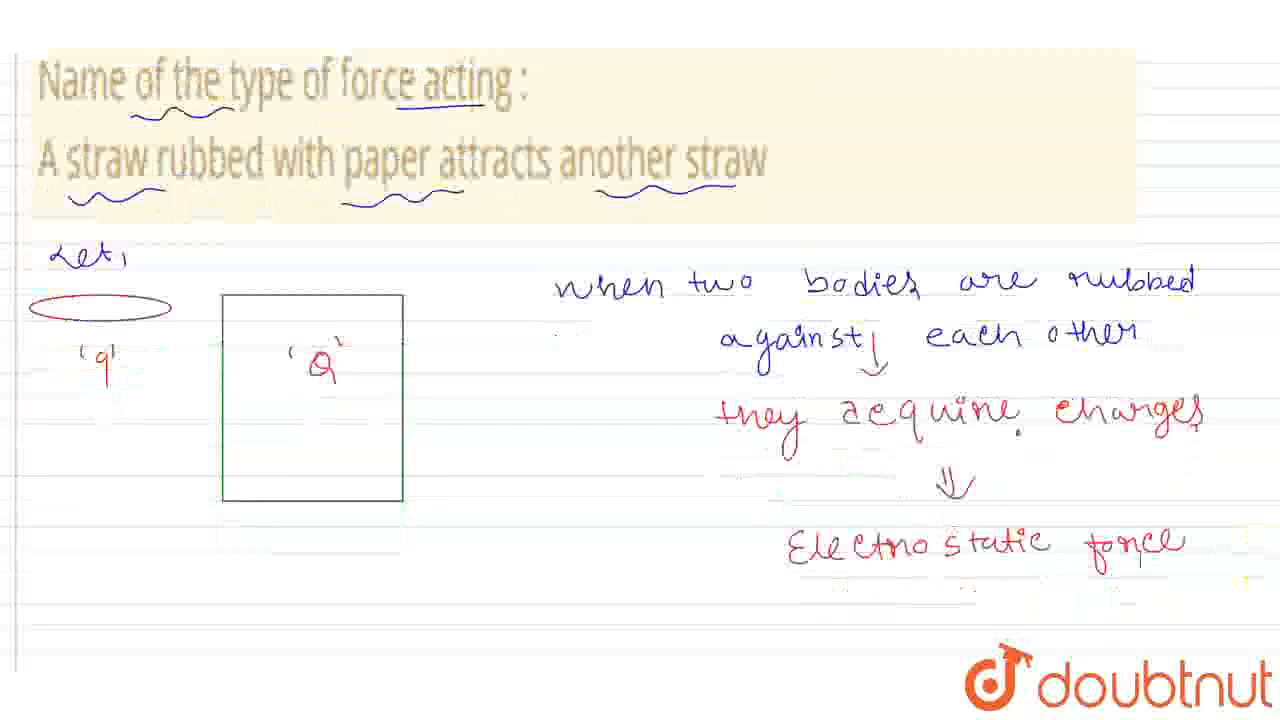 Name of the type of force acting :
A straw rubbed with paper attracts another straw
Let,
'q'
'Q'
when two bodies are rubbed
against each other
they acquire charges
Electrostatic force
doubtnut